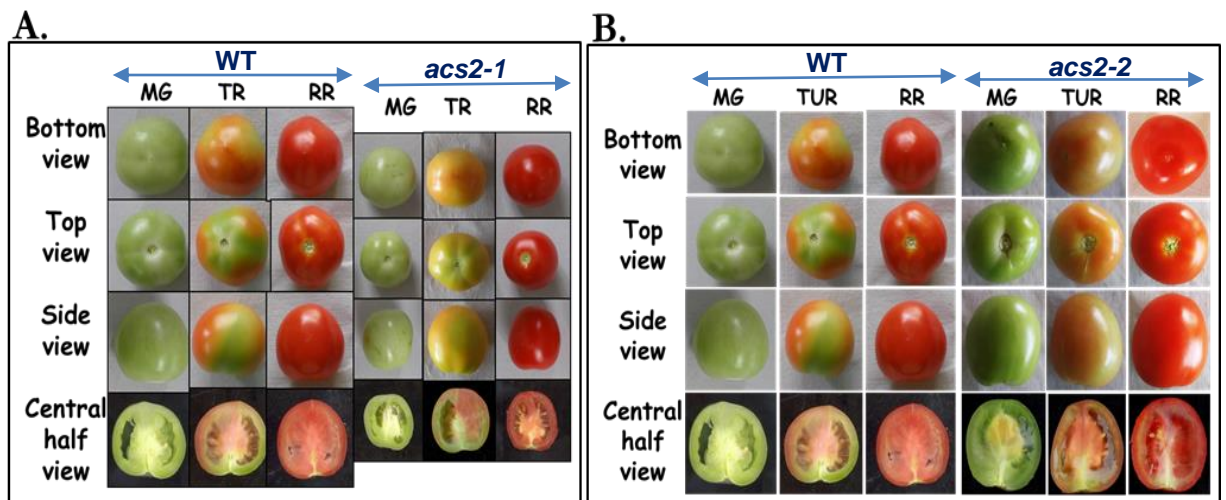 A.
WT
acs2-1
MG TR RR
MG TR RR
Bottom
view
Top
view
Side
view
Central
half
view
B.
WT
acs2-2
MG TUR RR
MG TUR RR
Bottom
view
Top
view
Side
view
Central
half
view